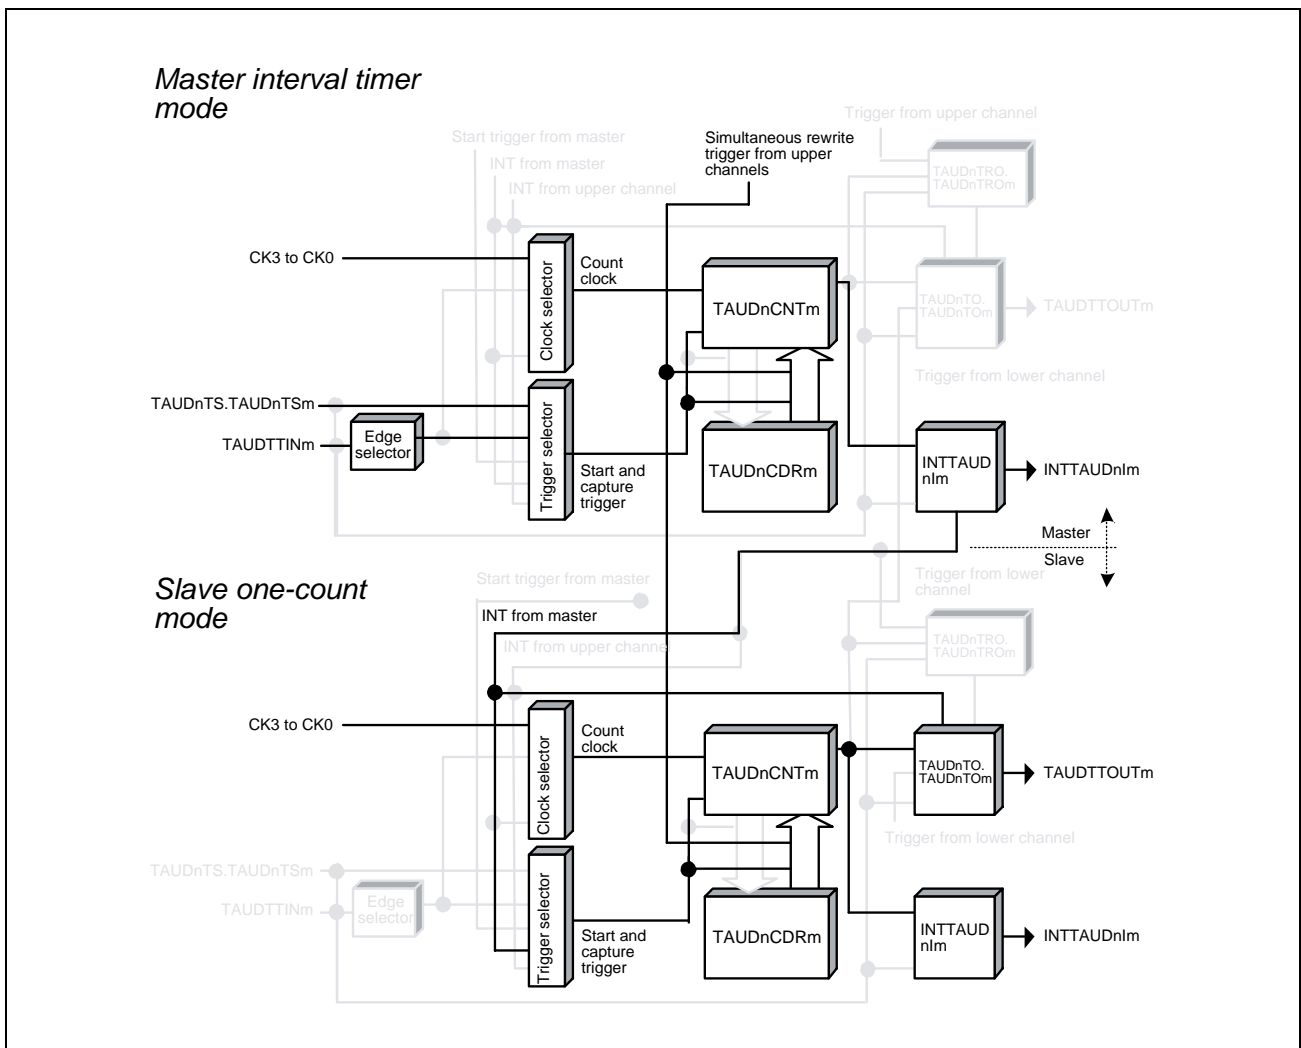 Master interval timer
mode
Trigger from upper channel
Start trigger from master
Simultaneous rewrite
trigger from upper
channels
INT from master
INT from upper channel
TAUDnTRO.
TAUDnTROm
CK3 to CK0
Clock selector
Count
clock
TAUDnCNTm
TAUDnTO.
TAUDnTOm
TAUDTTOUTm
Trigger from lower channel
TAUDnTS.TAUDnTSm
TAUDTTINm
Edge
selector
Trigger selector
Start and
capture
trigger
TAUDnCDRm
INTTAUD
nIm
INTTAUDnIm
Master
Slave
Slave one-count
mode
Start trigger from master
Trigger from lower
channel
INT from master
INT from upper channel
TAUDnTRO.
TAUDnTROm
CK3 to CK0
Clock selector
Count
clock
TAUDnCNTm
TAUDnTO.
TAUDnTOm
TAUDTTOUTm
Trigger from lower channel
TAUDnTS.TAUDnTSm
TAUDTTINm
Edge
selector
Trigger selector
Start and
capture
trigger
TAUDnCDRm
INTTAUD
nIm
INTTAUDnIm